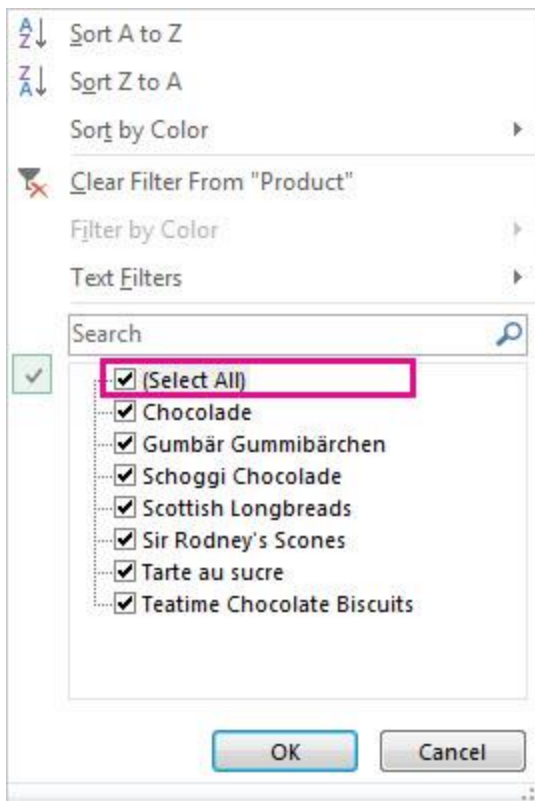 Sort A to Z
Sort Z to A
Sort by Color
Clear Filter From "Product"
Filter by Color
Text Filters
Search
(Select All)
Chocolade
Gumbär Gummibärchen
Schoggi Chocolade
Scottish Longbreads
Sir Rodney's Scones
Tarte au sucre
Teatime Chocolate Biscuits
OK Cancel